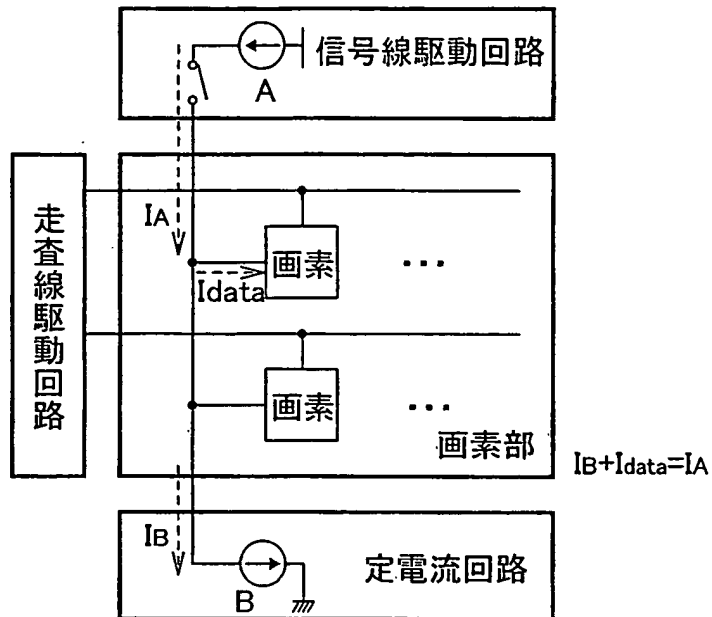 信号線駆動回路
A
走査線駆動回路
IA
画素
...
Idata
画素
...
画素部
IB+Idata=IA
IB
定電流回路
B